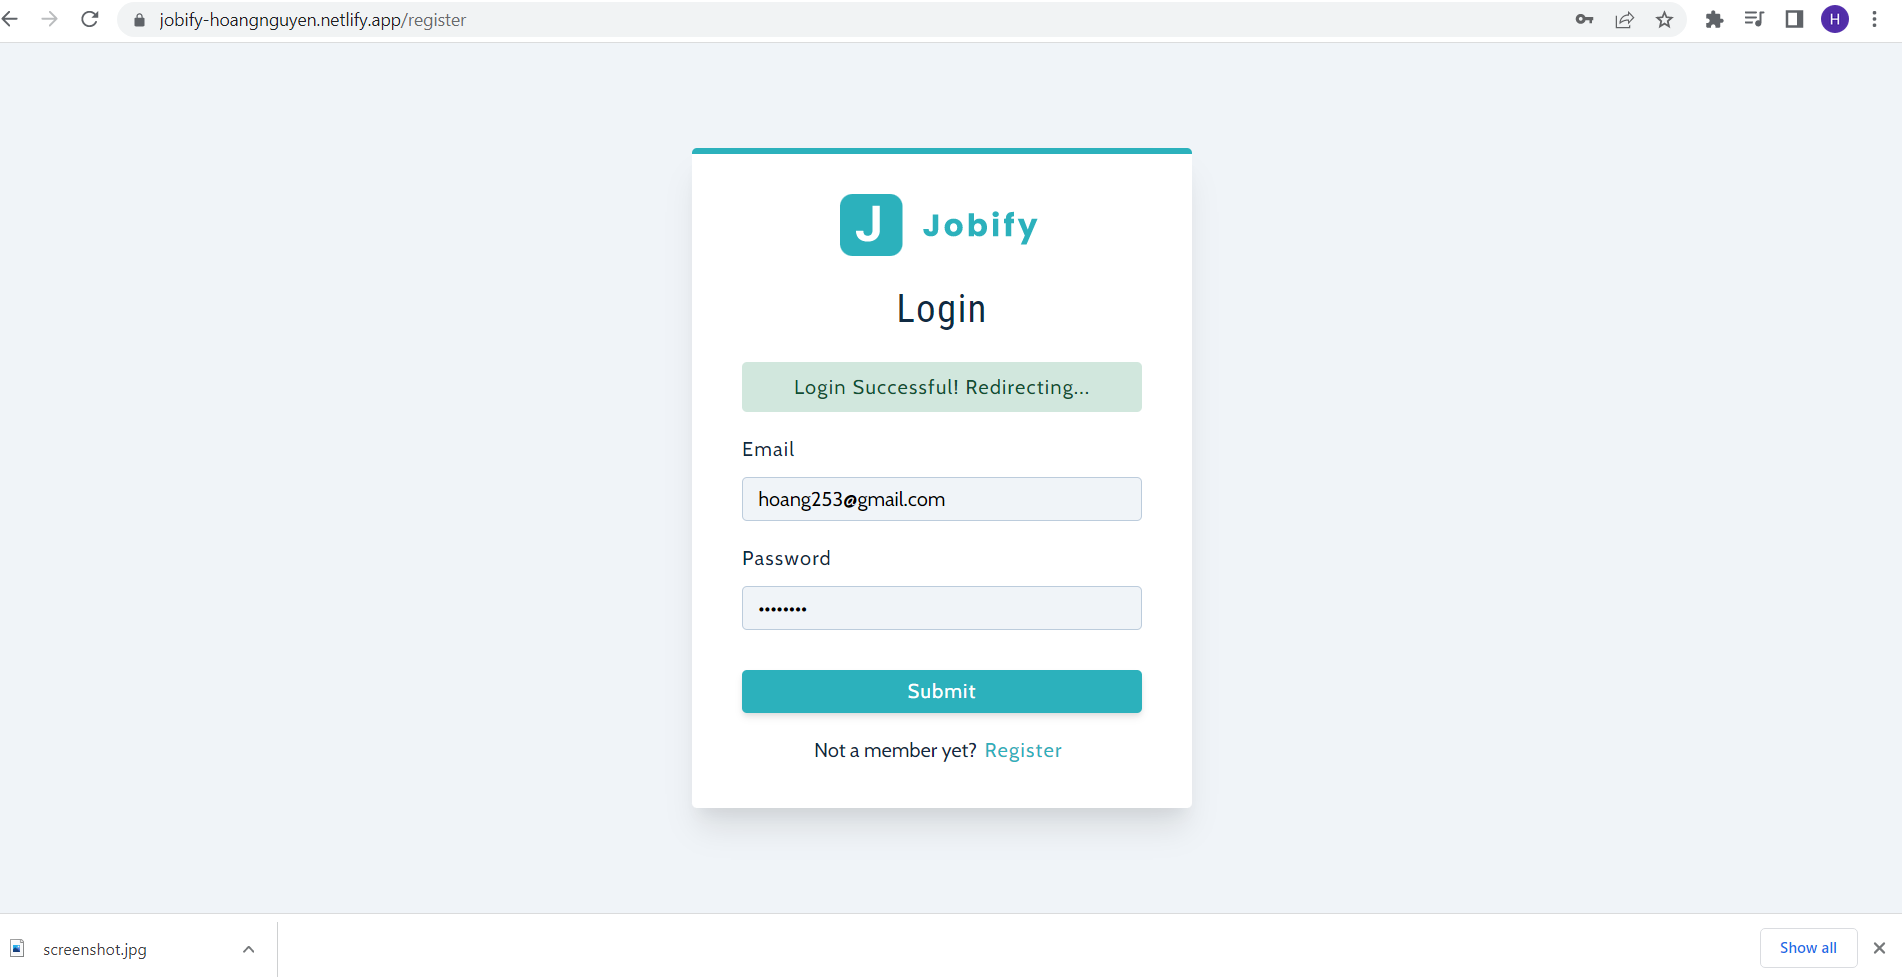 jobify-hoangnguyen.netlify.app/register
H
J Jobify
Login
Login Successful! Redirecting...
Email
hoang253@gmail.com
Password
••••••••
Submit
Not a member yet? Register
screenshot.jpg
Show all